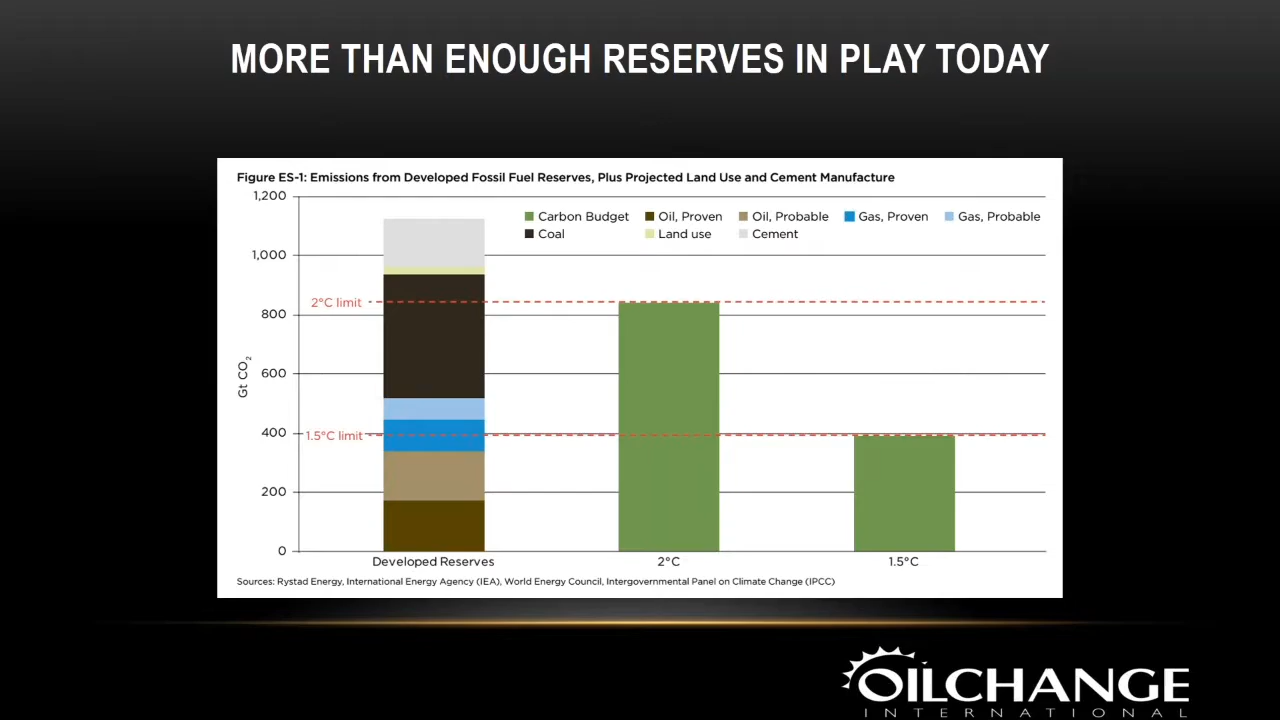 MORE THAN ENOUGH RESERVES IN PLAY TODAY
Figure ES-1: Emissions from Developed Fossil Fuel Reserves, Plus Projected Land Use and Cement Manufacture
1,200
Carbon Budget Oil, Proven Oil, Probable Gas, Proven Gas, Probable
Coal Land use Cement
1,000
2°C limit
800
Gt CO₂
600
400
1.5°C limit
200
0
Developed Reserves 2°C 1.5°C
Sources: Rystad Energy, International Energy Agency (IEA), World Energy Council, Intergovernmental Panel on Climate Change (IPCC)
OILCHANGE
INTERNATIONAL